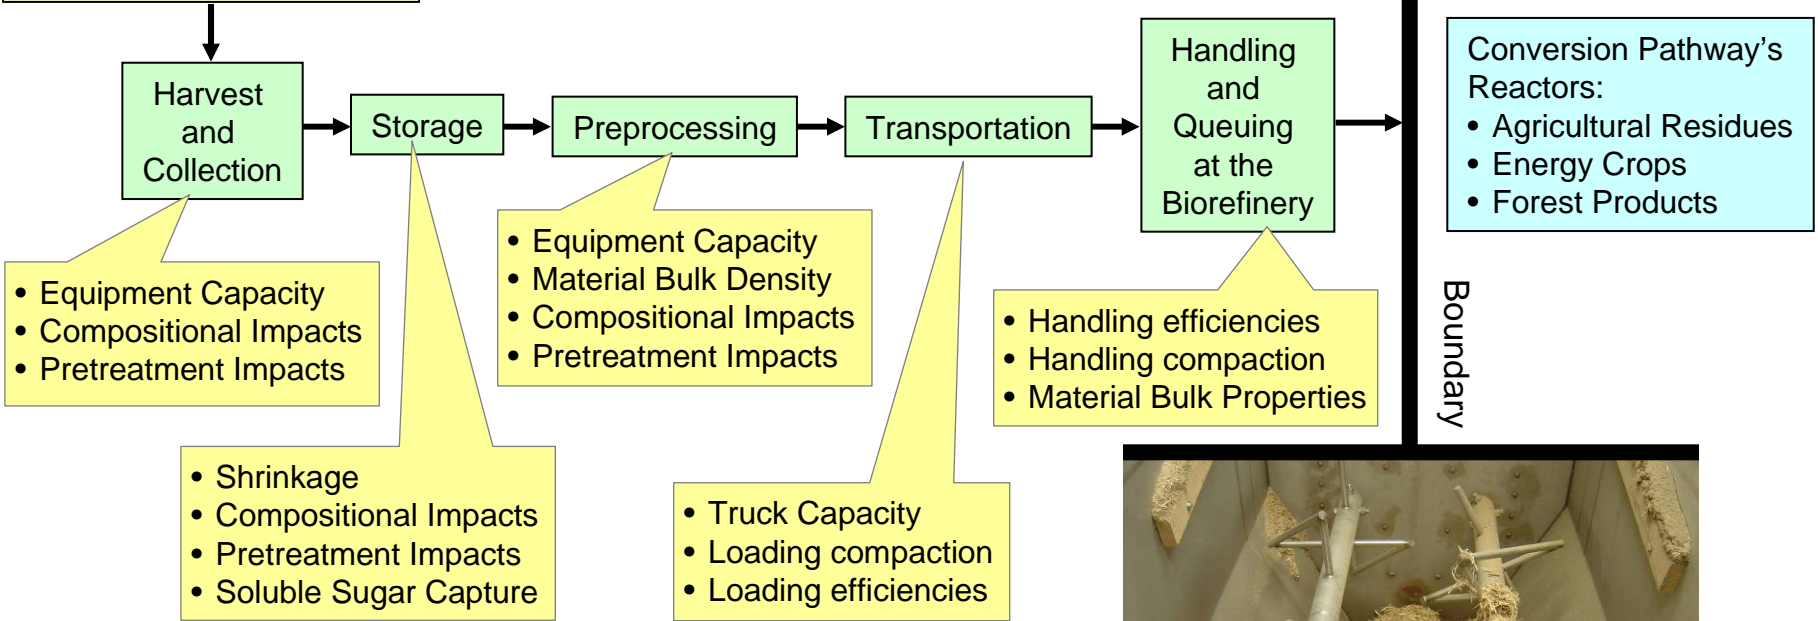 Harvest
and
Collection
Storage
Preprocessing
Transportation
Handling
and
Queuing
at the
Biorefinery
Conversion Pathway’s
Reactors:
• Agricultural Residues
• Energy Crops
• Forest Products
• Equipment Capacity
• Compositional Impacts
• Pretreatment Impacts
• Shrinkage
• Compositional Impacts
• Pretreatment Impacts
• Soluble Sugar Capture
• Equipment Capacity
• Material Bulk Density
• Compositional Impacts
• Pretreatment Impacts
• Truck Capacity
• Loading compaction
• Loading efficiencies
• Handling efficiencies
• Handling compaction
• Material Bulk Properties
Boundary